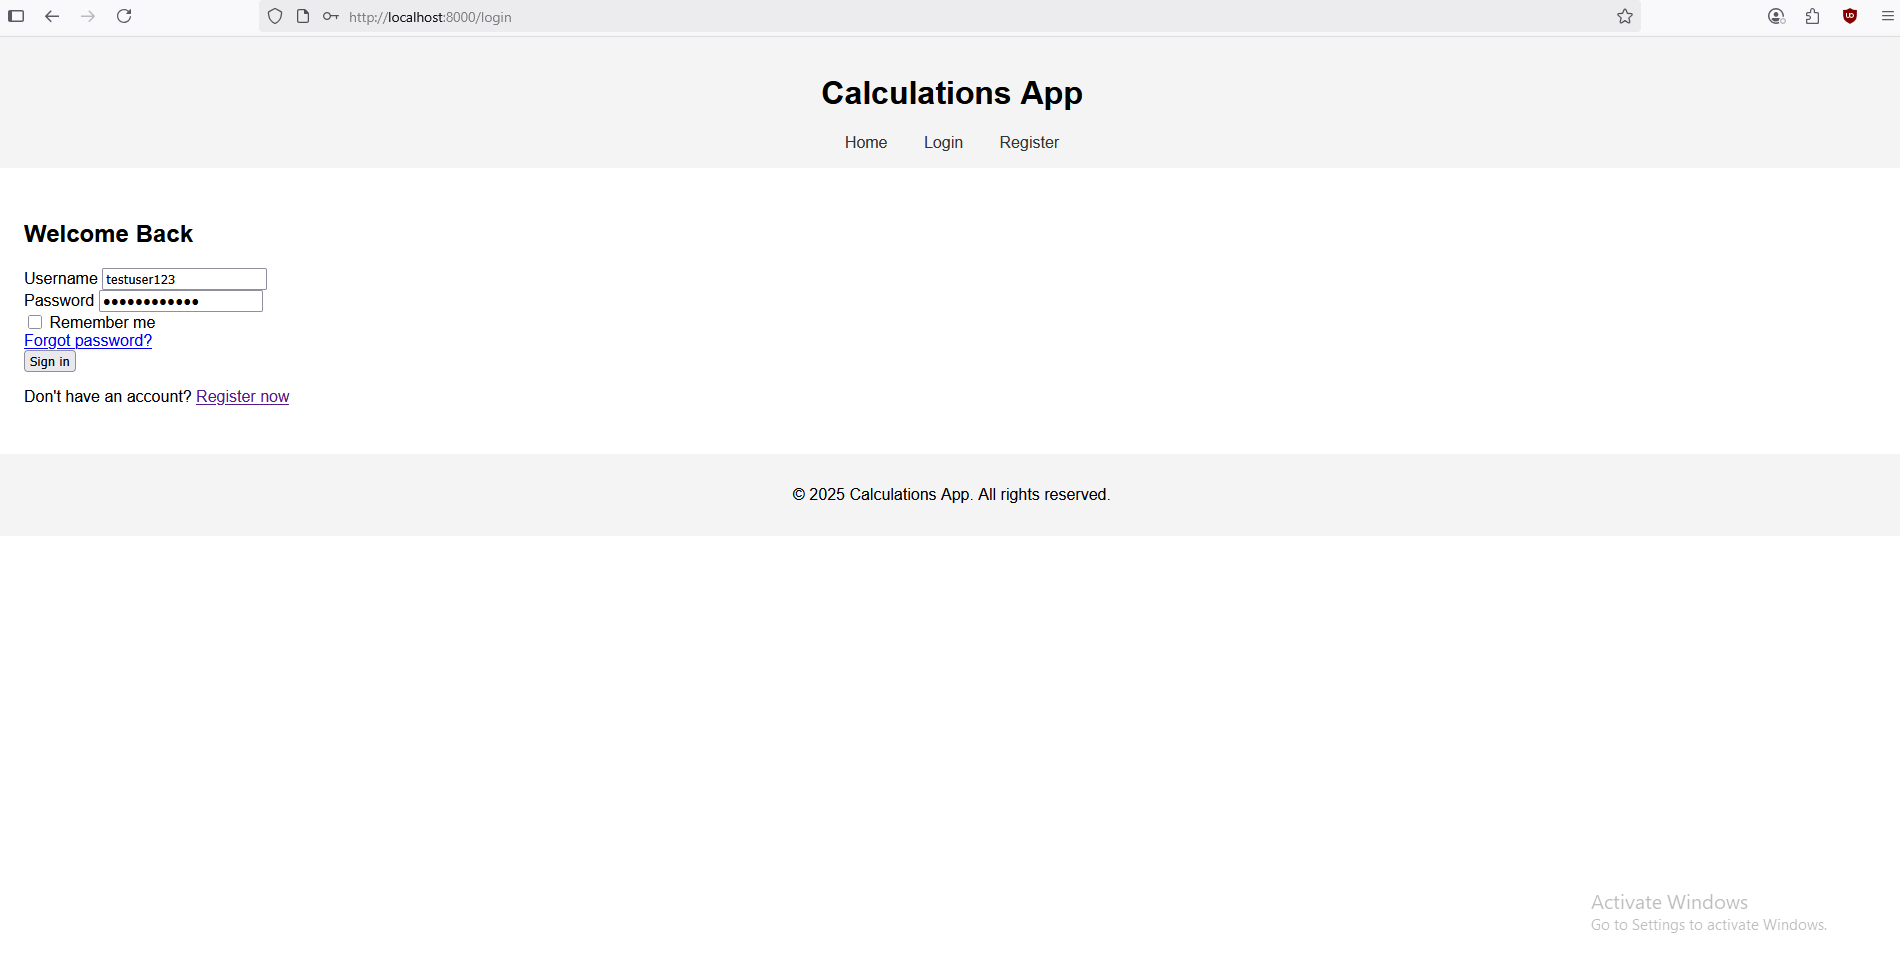 http://localhost:8000/login
Calculations App
Home Login Register
Welcome Back
Username testuser123
Password ••••••••••••
Remember me
Forgot password?
Sign in
Don't have an account? Register now
© 2025 Calculations App. All rights reserved.
Activate Windows
Go to Settings to activate Windows.